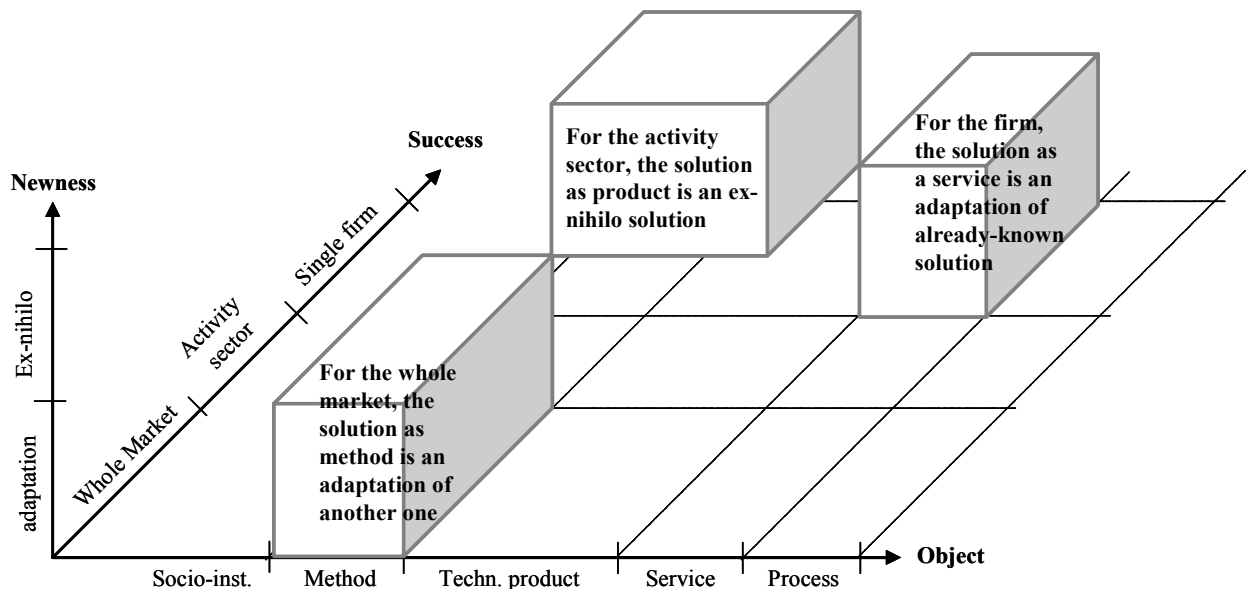 For the activity
sector, the solution
as product is an ex-
nihilo solution
For the firm,
the solution as
a service is an
adaptation of
already-known
solution
Success
Newness
Single firm
Activity
sector
Ex-nihilo
For the whole
market, the
solution as
method is an
adaptation of
another one
Whole Market
adaptation
Object
Socio-inst.
Method
Techn. product
Service
Process